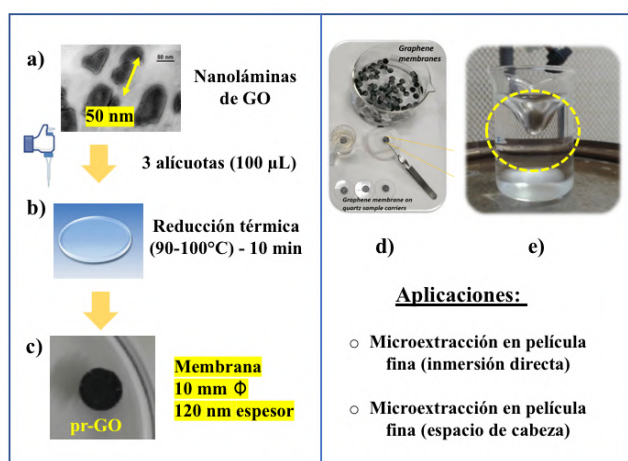 a)
50 nm
50 nm
Nanoláminas
de GO
3 alícuotas (100 µL)
b)
Reducción térmica
(90-100°C) - 10 min
c)
pr-GO
Membrana
10 mm Φ
120 nm espesor
Graphene
membranes
Graphene membrane on
quartz sample carriers
d)
e)
Aplicaciones:
○ Microextracción en película
fina (inmersión directa)
○ Microextracción en película
fina (espacio de cabeza)